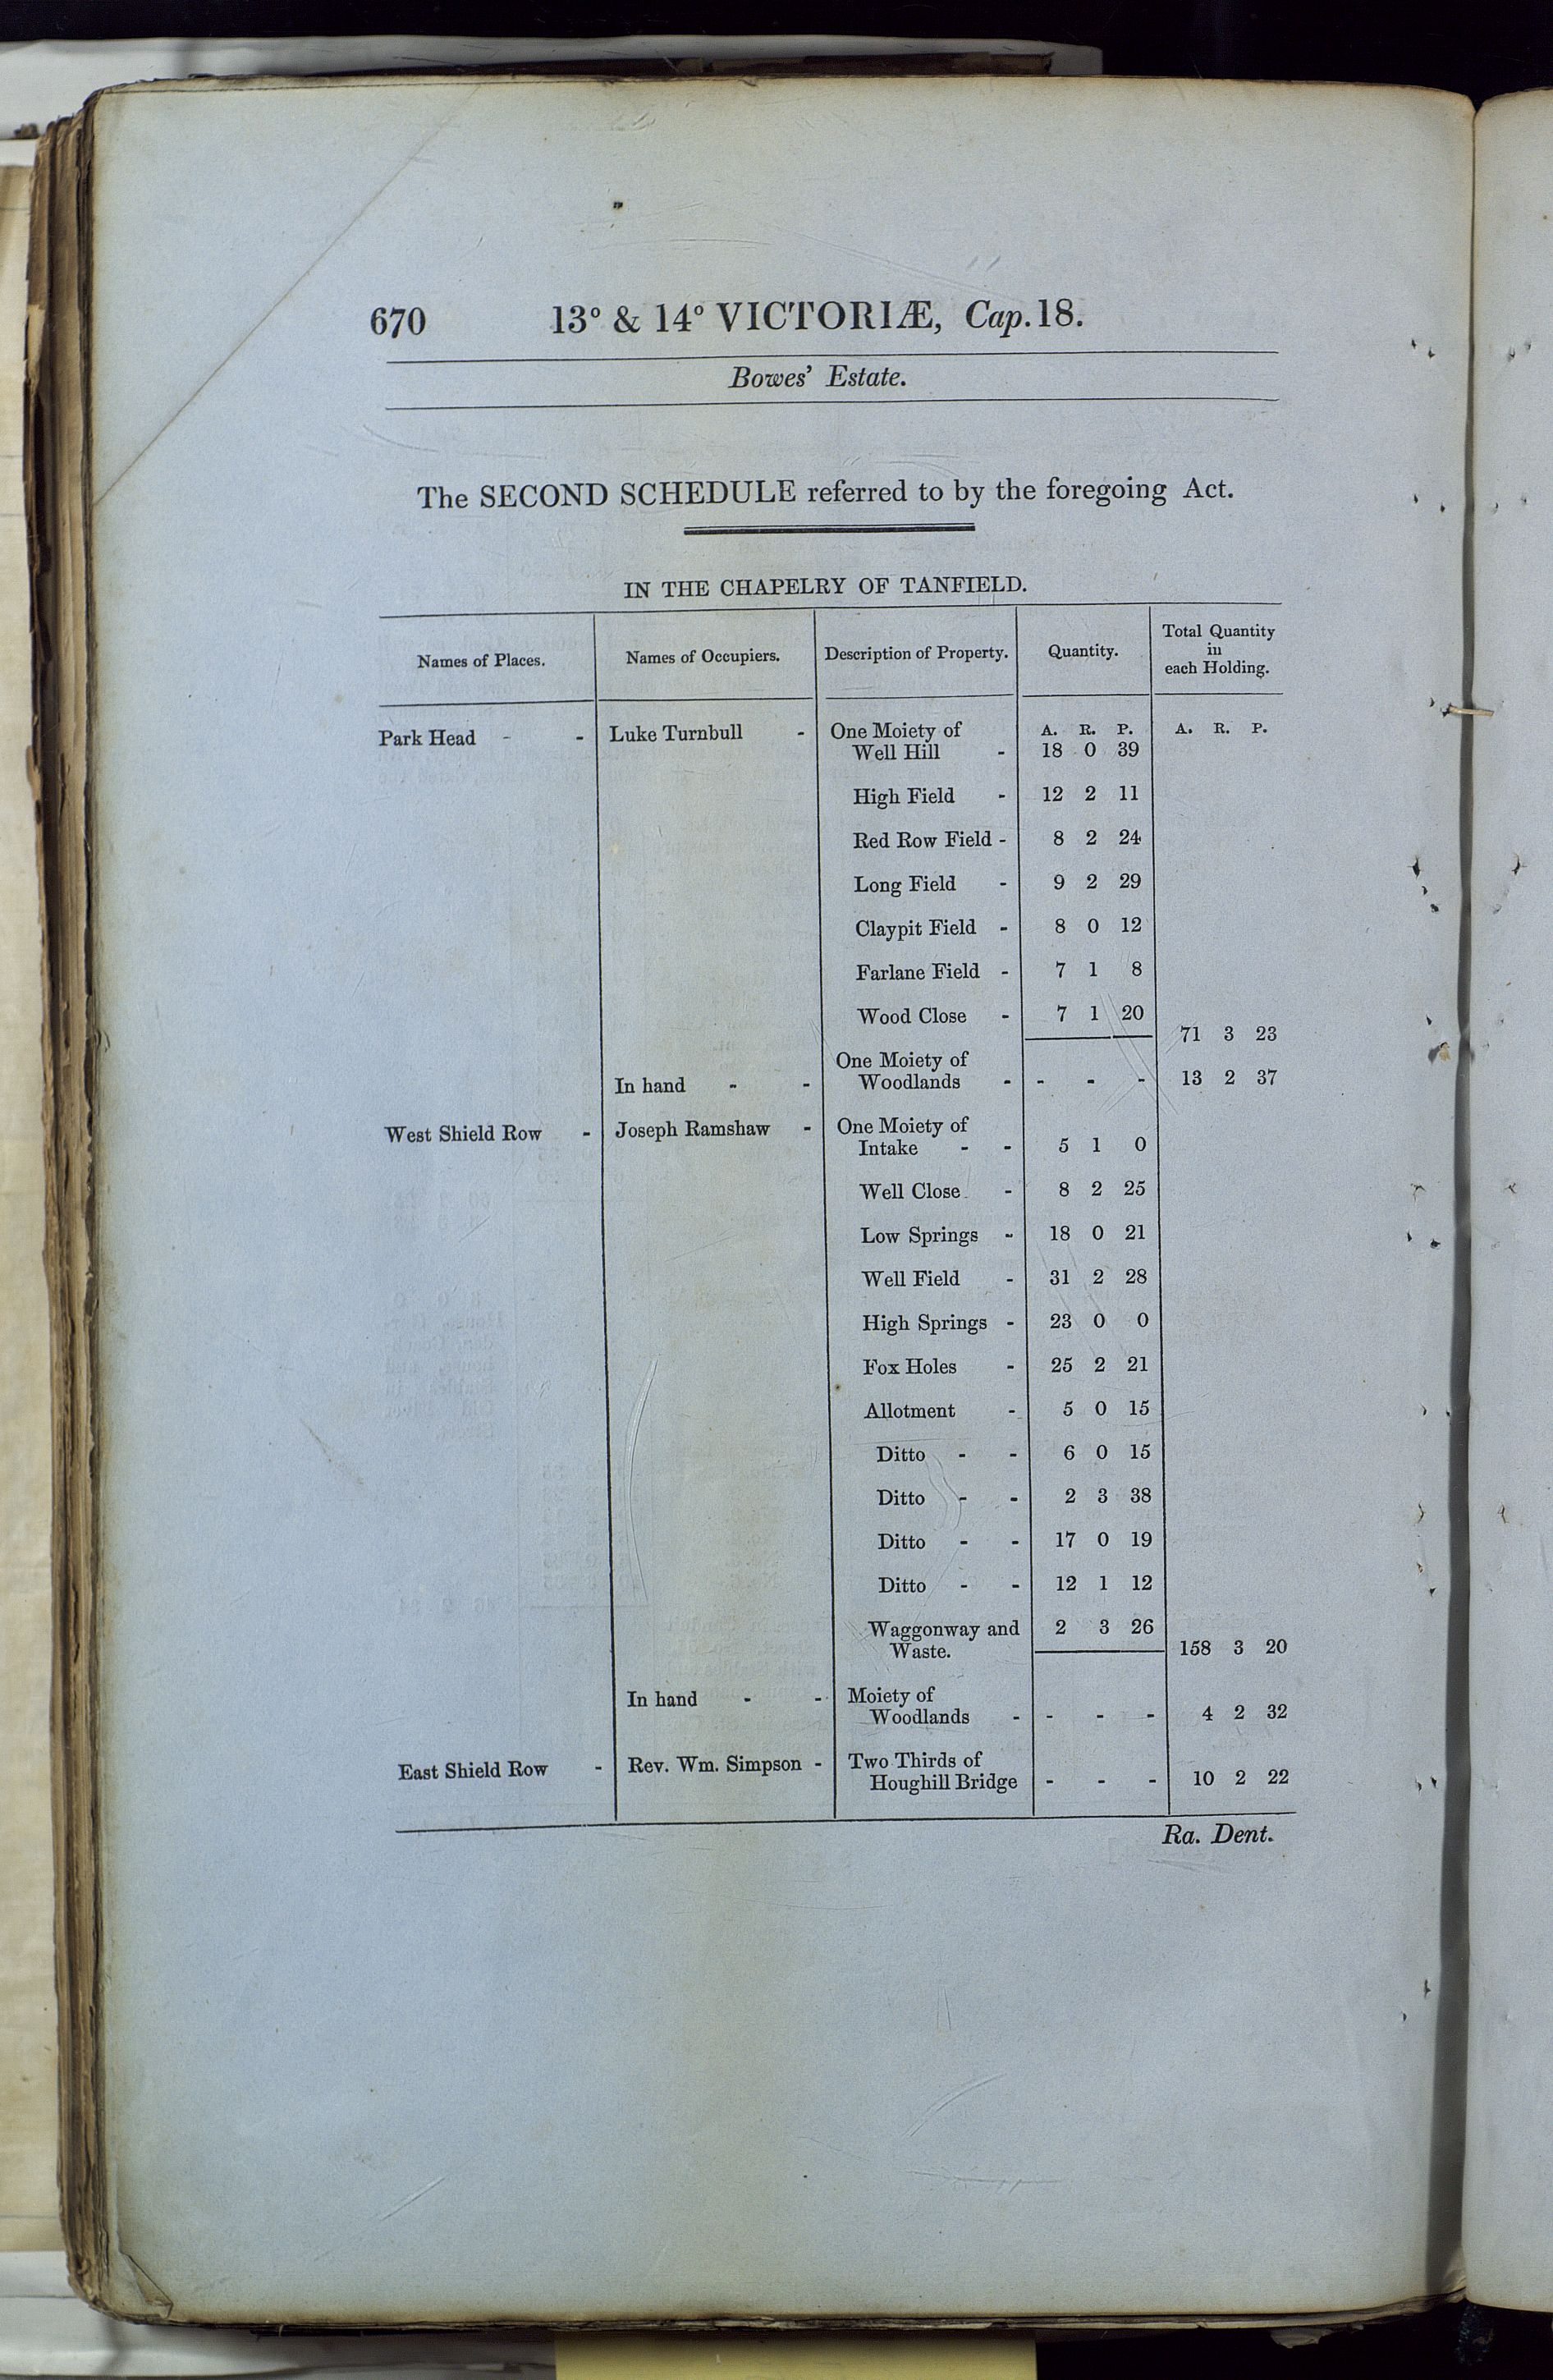 670 13° & 14° VICTORIÆ, Cap. 18.
Bowes' Estate.
The SECOND SCHEDULE referred to by the foregoing Act.
IN THE CHAPELRY OF TANFIELD.
Names of Places. Names of Occupiers. Description of Property. Quantity. Total Quantity in each Holding.
Park Head - - Luke Turnbull - One Moiety of A. R. P. A. R. P.
Well Hill - 18 0 39
High Field - 12 2 11
Red Row Field - 8 2 24
Long Field - 9 2 29
Claypit Field - 8 0 12
Farlane Field - 7 1 8
Wood Close - 7 1 20
71 3 23
One Moiety of
In hand - - Woodlands - - - - 13 2 37
West Shield Row - Joseph Ramshaw - One Moiety of
Intake - - 5 1 0
Well Close - 8 2 25
Low Springs - 18 0 21
Well Field - 31 2 28
High Springs - 23 0 0
Fox Holes - 25 2 21
Allotment - 5 0 15
Ditto - - 6 0 15
Ditto - - 2 3 38
Ditto - - 17 0 19
Ditto - - 12 1 12
Waggonway and 2 3 26
Waste. 158 3 20
In hand - - Moiety of
Woodlands - - - - 4 2 32
East Shield Row - Rev. Wm. Simpson - Two Thirds of
Houghill Bridge - - - 10 2 22
Ra. Dent.